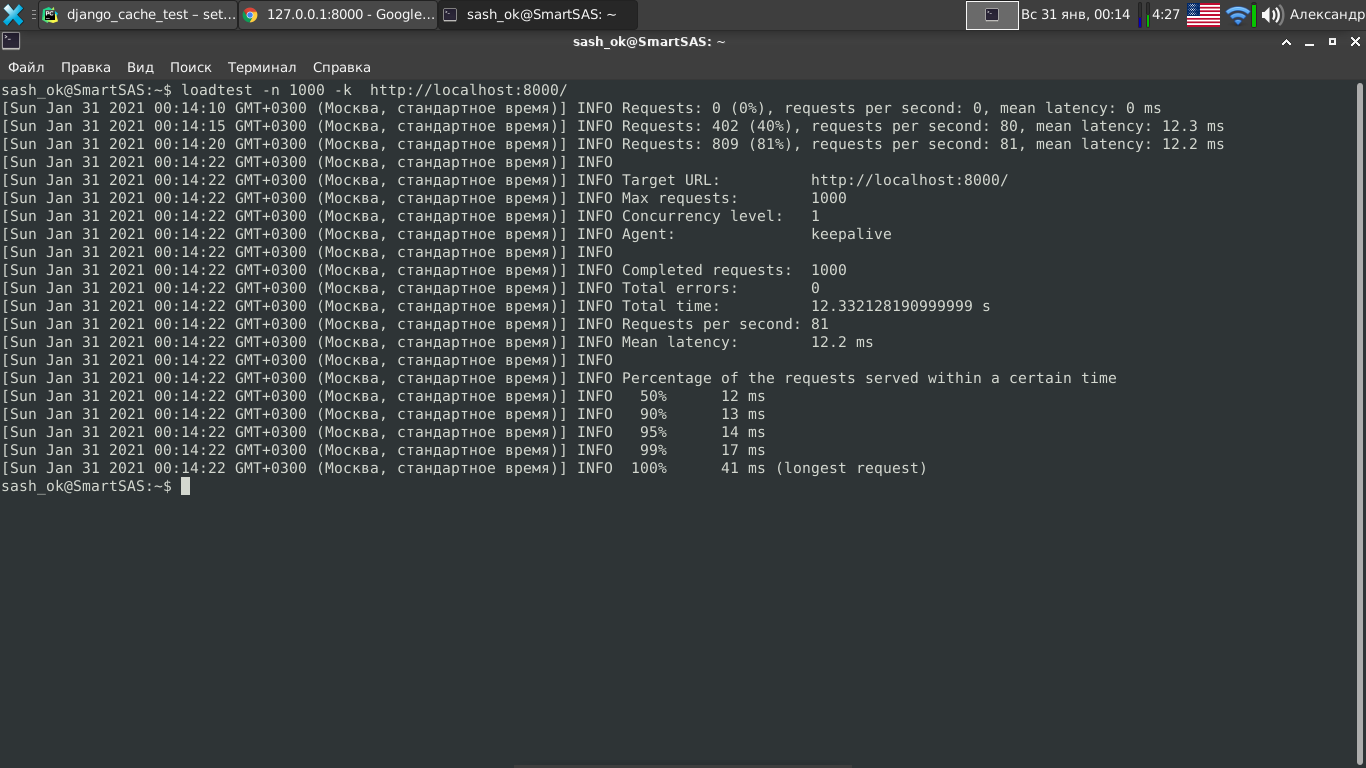 django_cache_test – set... 127.0.0.1:8000 - Google... sash_ok@SmartSAS: ~ Вс 31 янв, 00:14 4:27 Александр
sash_ok@SmartSAS: ~
Файл Правка Вид Поиск Терминал Справка
sash_ok@SmartSAS:~$ loadtest -n 1000 -k  http://localhost:8000/
[Sun Jan 31 2021 00:14:10 GMT+0300 (Москва, стандартное время)] INFO Requests: 0 (0%), requests per second: 0, mean latency: 0 ms
[Sun Jan 31 2021 00:14:15 GMT+0300 (Москва, стандартное время)] INFO Requests: 402 (40%), requests per second: 80, mean latency: 12.3 ms
[Sun Jan 31 2021 00:14:20 GMT+0300 (Москва, стандартное время)] INFO Requests: 809 (81%), requests per second: 81, mean latency: 12.2 ms
[Sun Jan 31 2021 00:14:22 GMT+0300 (Москва, стандартное время)] INFO
[Sun Jan 31 2021 00:14:22 GMT+0300 (Москва, стандартное время)] INFO Target URL:          http://localhost:8000/
[Sun Jan 31 2021 00:14:22 GMT+0300 (Москва, стандартное время)] INFO Max requests:        1000
[Sun Jan 31 2021 00:14:22 GMT+0300 (Москва, стандартное время)] INFO Concurrency level:   1
[Sun Jan 31 2021 00:14:22 GMT+0300 (Москва, стандартное время)] INFO Agent:               keepalive
[Sun Jan 31 2021 00:14:22 GMT+0300 (Москва, стандартное время)] INFO
[Sun Jan 31 2021 00:14:22 GMT+0300 (Москва, стандартное время)] INFO Completed requests:  1000
[Sun Jan 31 2021 00:14:22 GMT+0300 (Москва, стандартное время)] INFO Total errors:        0
[Sun Jan 31 2021 00:14:22 GMT+0300 (Москва, стандартное время)] INFO Total time:          12.332128190999999 s
[Sun Jan 31 2021 00:14:22 GMT+0300 (Москва, стандартное время)] INFO Requests per second: 81
[Sun Jan 31 2021 00:14:22 GMT+0300 (Москва, стандартное время)] INFO Mean latency:        12.2 ms
[Sun Jan 31 2021 00:14:22 GMT+0300 (Москва, стандартное время)] INFO
[Sun Jan 31 2021 00:14:22 GMT+0300 (Москва, стандартное время)] INFO Percentage of the requests served within a certain time
[Sun Jan 31 2021 00:14:22 GMT+0300 (Москва, стандартное время)] INFO   50%      12 ms
[Sun Jan 31 2021 00:14:22 GMT+0300 (Москва, стандартное время)] INFO   90%      13 ms
[Sun Jan 31 2021 00:14:22 GMT+0300 (Москва, стандартное время)] INFO   95%      14 ms
[Sun Jan 31 2021 00:14:22 GMT+0300 (Москва, стандартное время)] INFO   99%      17 ms
[Sun Jan 31 2021 00:14:22 GMT+0300 (Москва, стандартное время)] INFO  100%      41 ms (longest request)
sash_ok@SmartSAS:~$